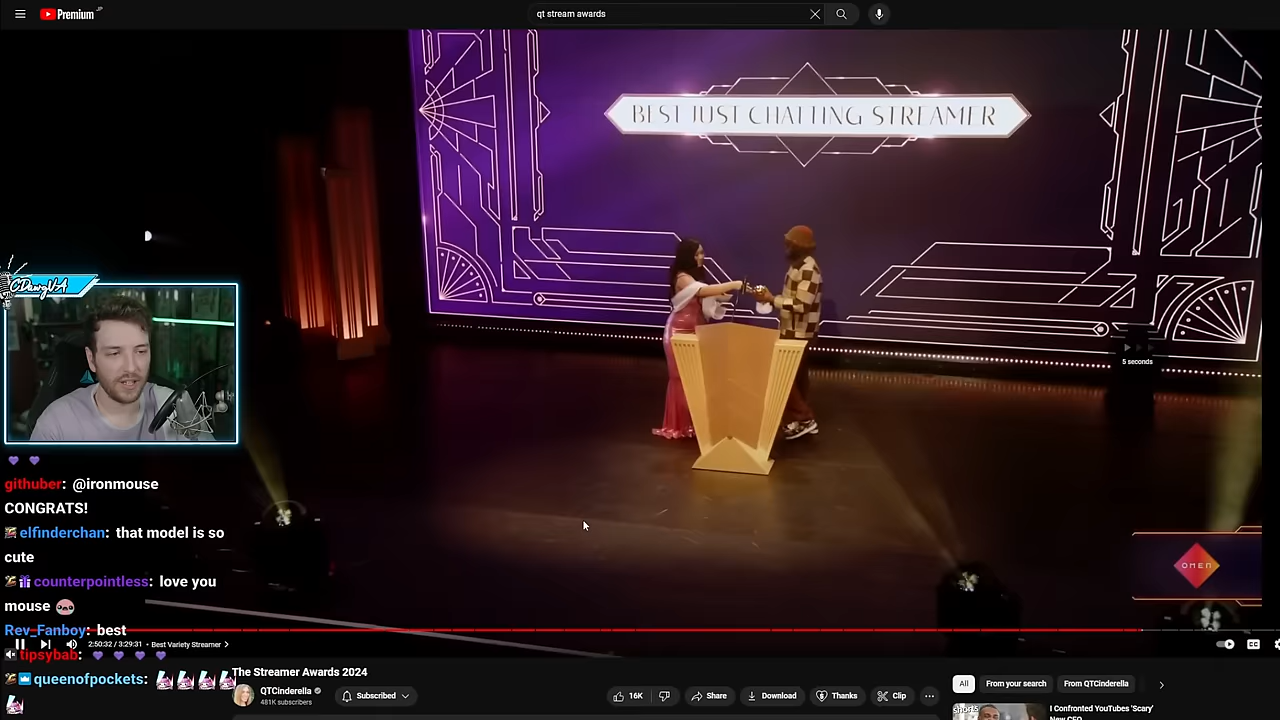 Premium JP
qt stream awards
BEST JUST CHATTING STREAMER
5 seconds
CDawgVA
OMEN
githuber: @ironmouse
CONGRATS!
elfinderchan: that model is so
cute
counterpointless: love you
mouse
Rev_Fanboy: best
tipsybab:
queenofpockets:
2:50:32 / 3:29:31 • Best Variety Streamer
CC
The Streamer Awards 2024
QTCinderella
481K subscribers
Subscribed
16K
Share
Download
Thanks
Clip
All
From your search
From QTCinderella
I Confronted YouTubes 'Scary'
New CEO